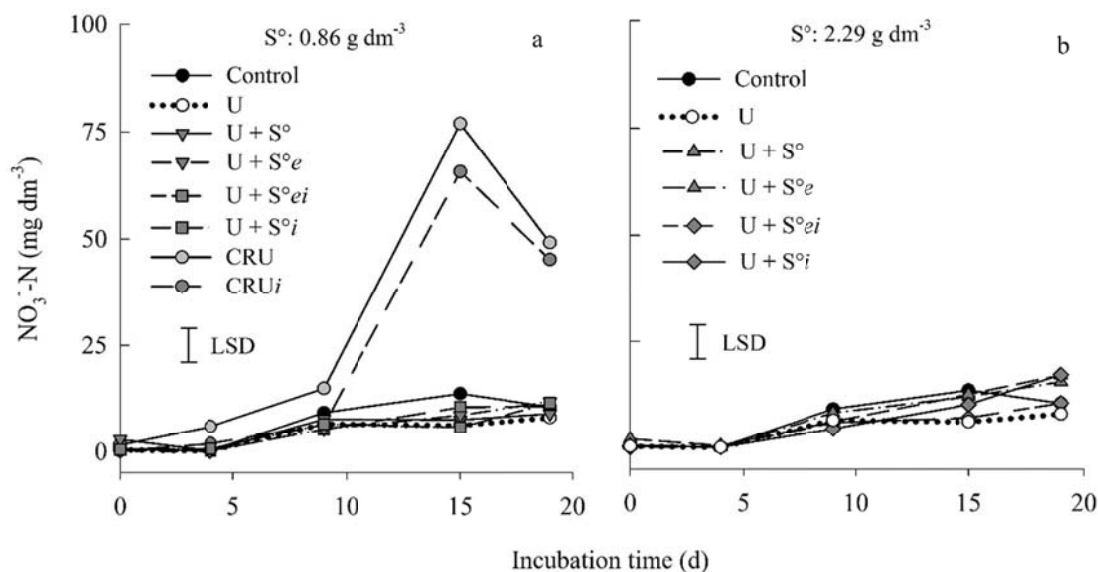 NO₃⁻-N (mg dm⁻³)
100
75
50
25
0
S°: 0.86 g dm⁻³
a
Control
U
U + S°
U + S°e
U + S°ei
U + S°i
CRU
CRUi
LSD
0
5
10
15
20
S°: 2.29 g dm⁻³
b
Control
U
U + S°
U + S°e
U + S°ei
U + S°i
LSD
0
5
10
15
20
Incubation time (d)